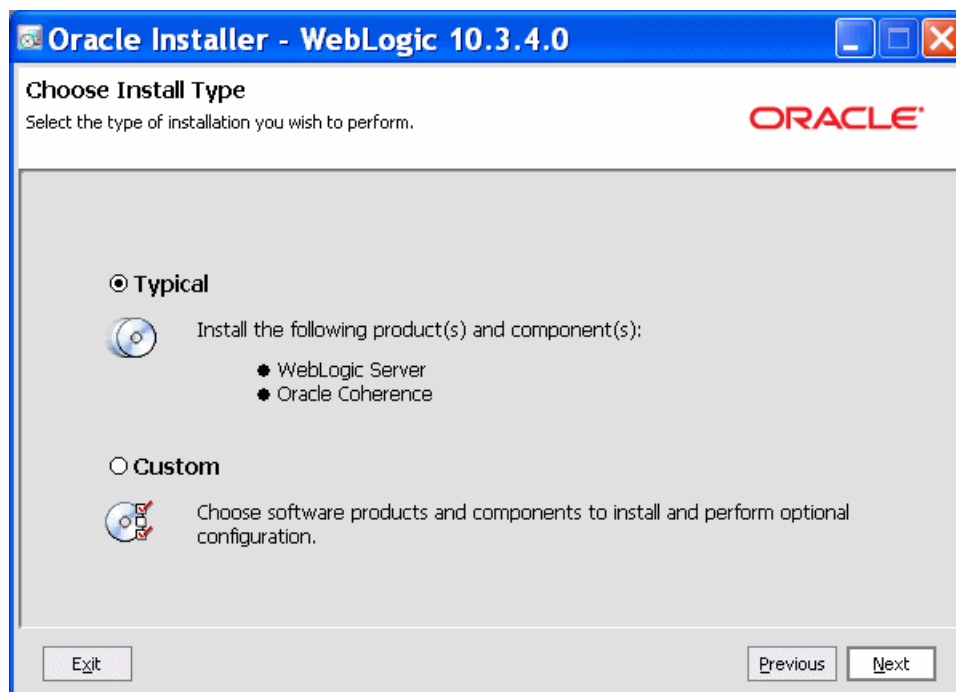 Oracle Installer - WebLogic 10.3.4.0
Choose Install Type
Select the type of installation you wish to perform.
ORACLE
Typical
Install the following product(s) and component(s):
WebLogic Server
Oracle Coherence
Custom
Choose software products and components to install and perform optional
configuration.
Exit
Previous
Next